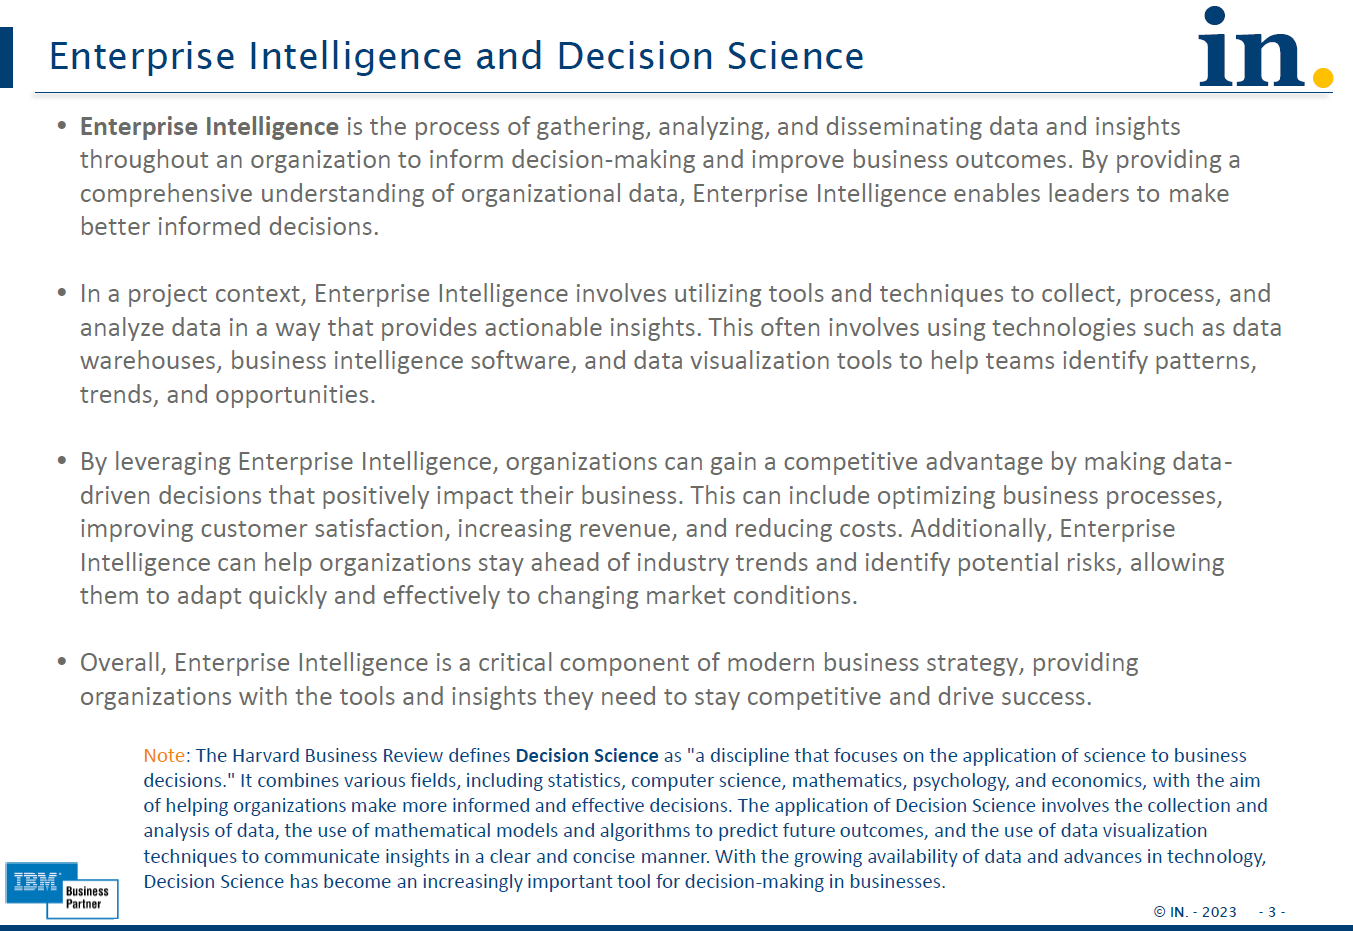 in.
Enterprise Intelligence and Decision Science
• Enterprise Intelligence is the process of gathering, analyzing, and disseminating data and insights
throughout an organization to inform decision-making and improve business outcomes. By providing a
comprehensive understanding of organizational data, Enterprise Intelligence enables leaders to make
better informed decisions.
• In a project context, Enterprise Intelligence involves utilizing tools and techniques to collect, process, and
analyze data in a way that provides actionable insights. This often involves using technologies such as data
warehouses, business intelligence software, and data visualization tools to help teams identify patterns,
trends, and opportunities.
• By leveraging Enterprise Intelligence, organizations can gain a competitive advantage by making data-
driven decisions that positively impact their business. This can include optimizing business processes,
improving customer satisfaction, increasing revenue, and reducing costs. Additionally, Enterprise
Intelligence can help organizations stay ahead of industry trends and identify potential risks, allowing
them to adapt quickly and effectively to changing market conditions.
• Overall, Enterprise Intelligence is a critical component of modern business strategy, providing
organizations with the tools and insights they need to stay competitive and drive success.
Note: The Harvard Business Review defines Decision Science as "a discipline that focuses on the application of science to business
decisions." It combines various fields, including statistics, computer science, mathematics, psychology, and economics, with the aim
of helping organizations make more informed and effective decisions. The application of Decision Science involves the collection and
analysis of data, the use of mathematical models and algorithms to predict future outcomes, and the use of data visualization
techniques to communicate insights in a clear and concise manner. With the growing availability of data and advances in technology,
Decision Science has become an increasingly important tool for decision-making in businesses.
IBM
Business
Partner
© IN. - 2023 - 3 -